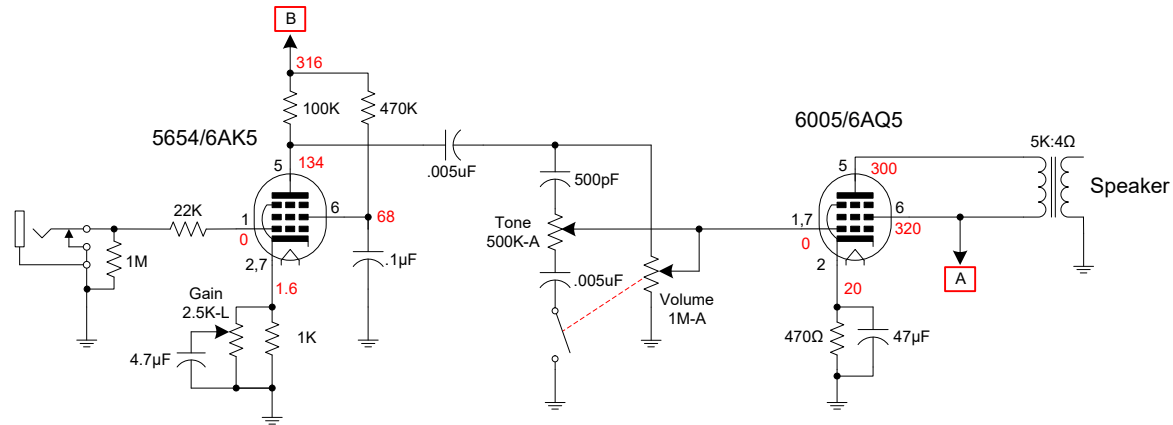 B
316
100K
470K
5654/6AK5
6005/6AQ5
5K:4Ω
5
134
.005uF
500pF
5
300
Speaker
22K
1
0
6
68
Tone
500K-A
1,7
0
6
320
1M
2,7
.1µF
.005uF
2
A
1.6
20
Gain
2.5K-L
Volume
1M-A
4.7µF
1K
470Ω
47µF